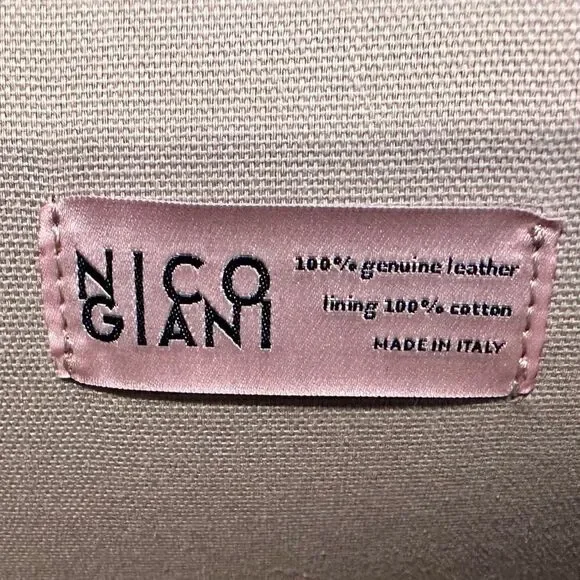 NICO
GIANI
100% genuine leather
lining 100% cotton
MADE IN ITALY